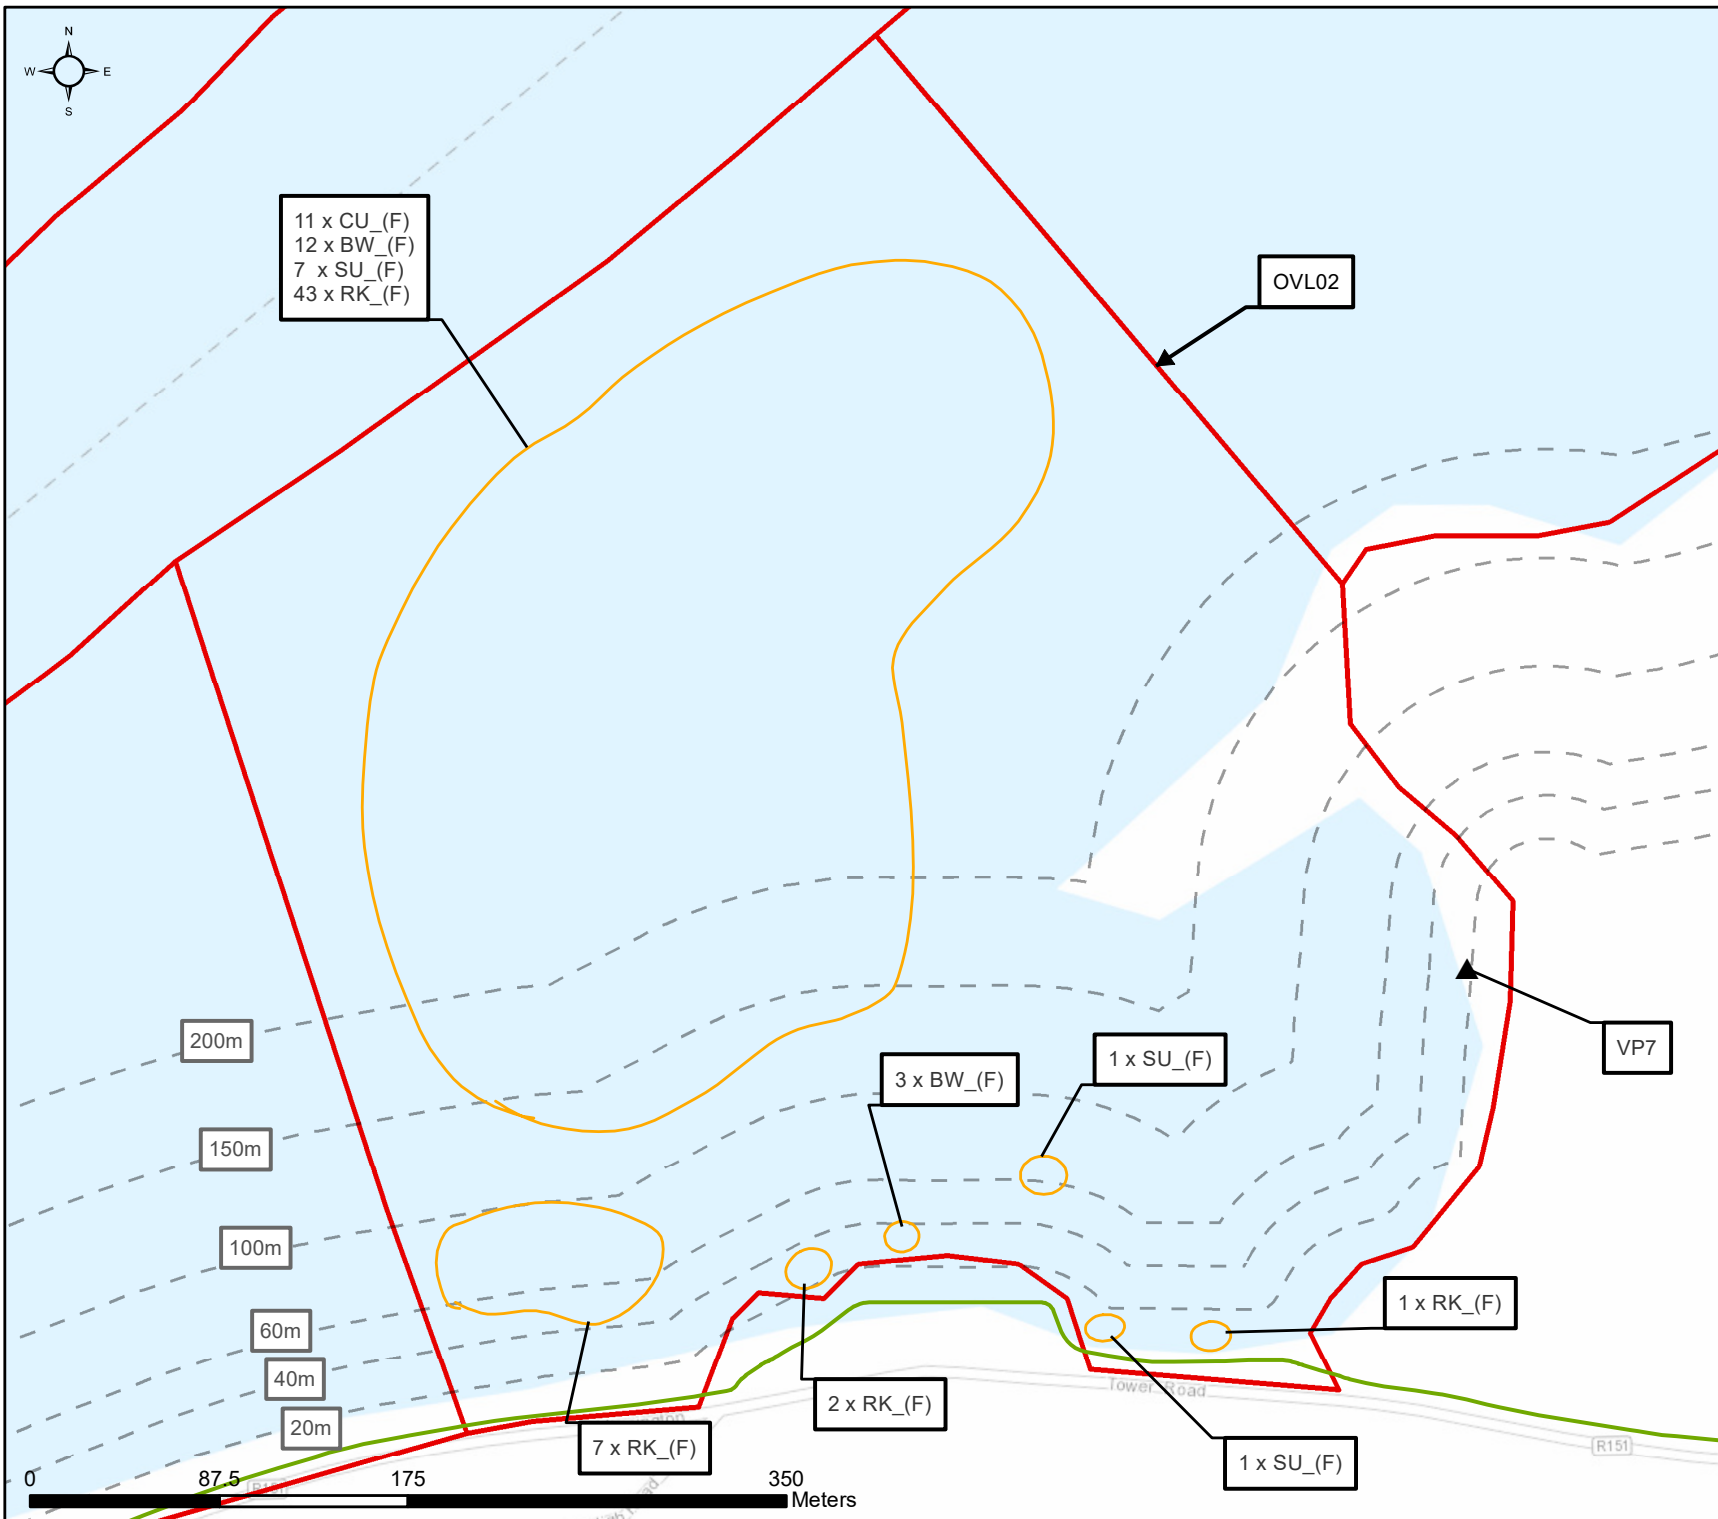 N
W E
S
11 x CU_(F)
12 x BW_(F)
7 x SU_(F)
43 x RK_(F)
OVL02
200m
150m
100m
60m
40m
20m
VP7
1 x SU_(F)
3 x BW_(F)
1 x RK_(F)
2 x RK_(F)
7 x RK_(F)
1 x SU_(F)
Tower Road
R151
0 87.5 175 350
Meters